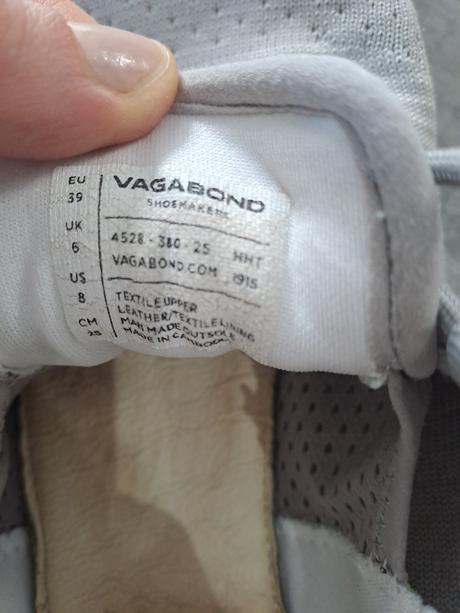 EU
39
UK
6
US
8
CM
25
VAGABOND
SHOEMAKERS
4528-380-25 HHT
VAGABOND.COM 1915
TEXTILE UPPER
LEATHER/TEXTILE LINING
MAN MADE OUTSOLE
MADE IN CAMBODIA